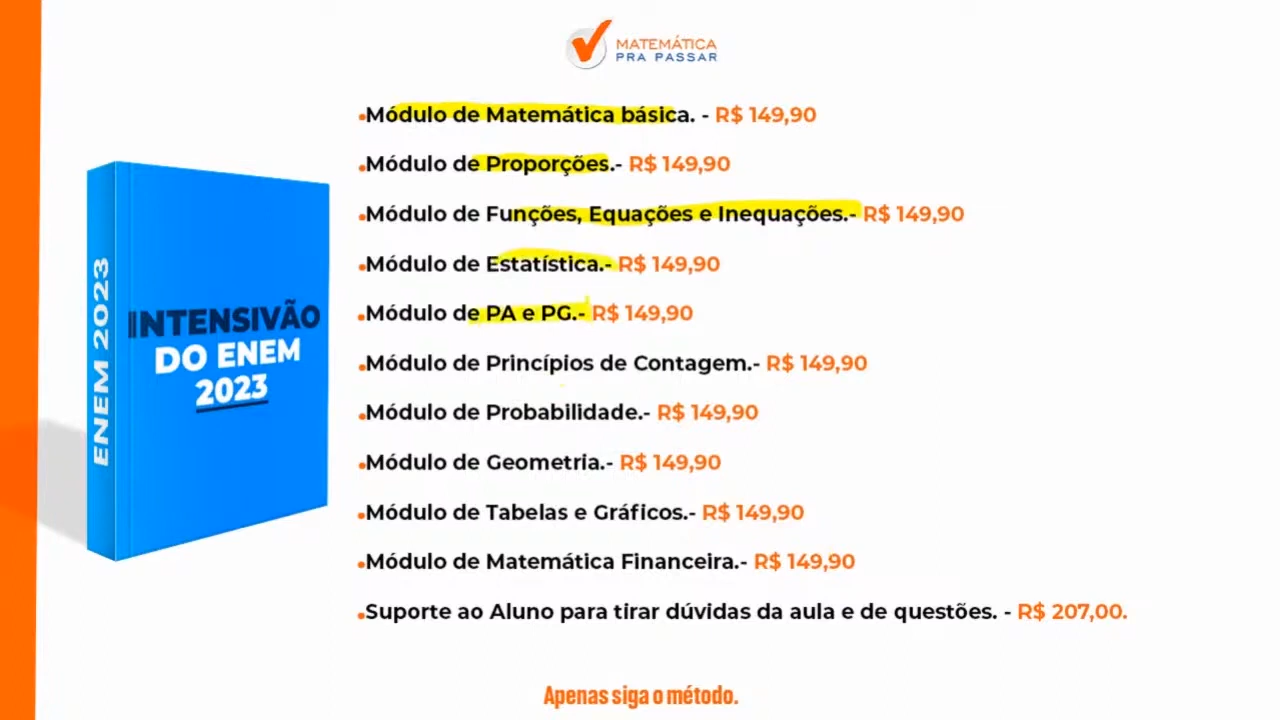 MATEMÁTICA
PRA PASSAR
•Módulo de Matemática básica. - R$ 149,90
•Módulo de Proporções.- R$ 149,90
•Módulo de Funções, Equações e Inequações.- R$ 149,90
•Módulo de Estatística.- R$ 149,90
•Módulo de PA e PG.- R$ 149,90
•Módulo de Princípios de Contagem.- R$ 149,90
•Módulo de Probabilidade.- R$ 149,90
•Módulo de Geometria.- R$ 149,90
•Módulo de Tabelas e Gráficos.- R$ 149,90
•Módulo de Matemática Financeira.- R$ 149,90
•Suporte ao Aluno para tirar dúvidas da aula e de questões. - R$ 207,00.
ENEM 2023
INTENSIVÃO
DO ENEM
2023
Apenas siga o método.